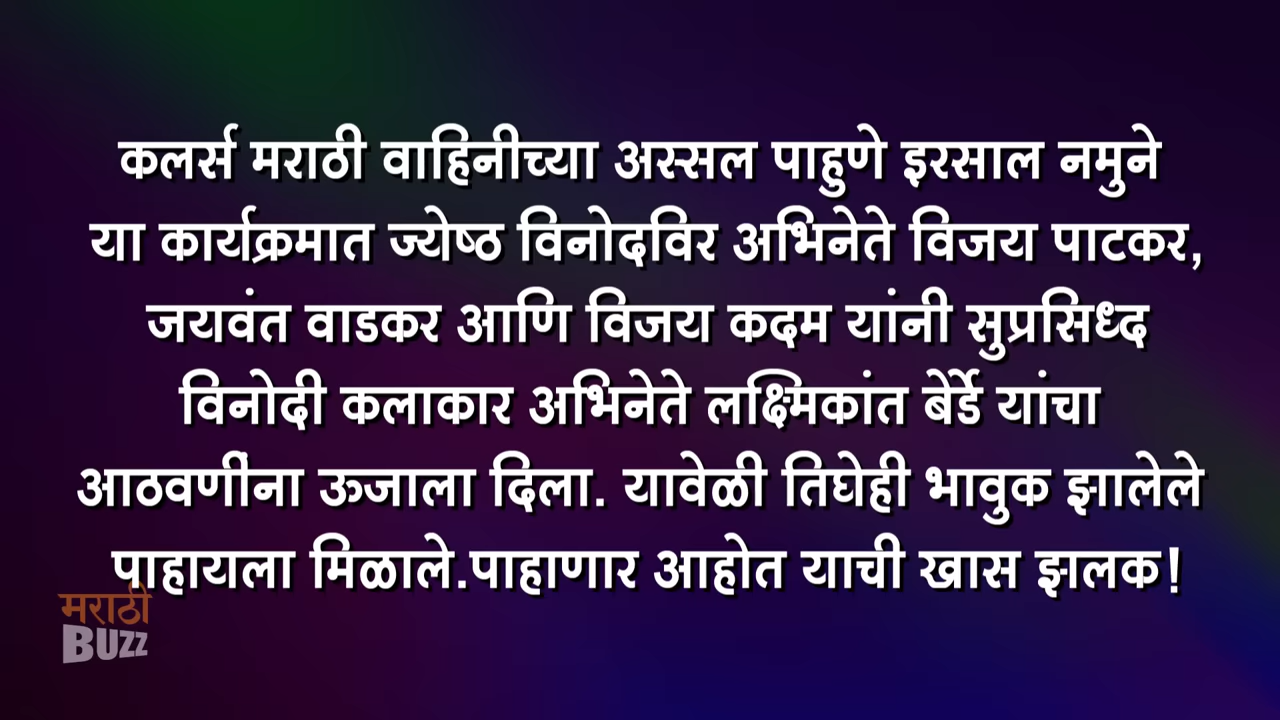 कलर्स मराठी वाहिनीच्या अस्सल पाहुणे इरसाल नमुने
या कार्यक्रमात ज्येष्ठ विनोदविर अभिनेते विजय पाटकर,
जयवंत वाडकर आणि विजय कदम यांनी सुप्रसिध्द
विनोदी कलाकार अभिनेते लक्ष्मिकांत बेर्डे यांचा
आठवणींना ऊजाला दिला. यावेळी तिघेही भावुक झालेले
पाहायला मिळाले.पाहाणार आहोत याची खास झलक!
मराठी
BUZZ